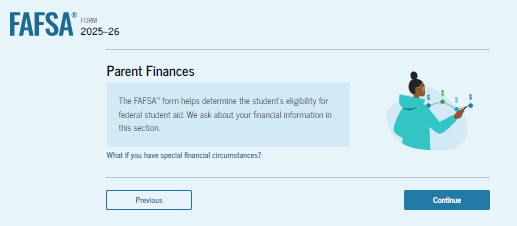 FAFSA® FORM
2025–26
Parent Finances
The FAFSA® form helps determine the student's eligibility for
federal student aid. We ask about your financial information in
this section.
What if you have special financial circumstances?
$ $ $ $
Previous
Continue